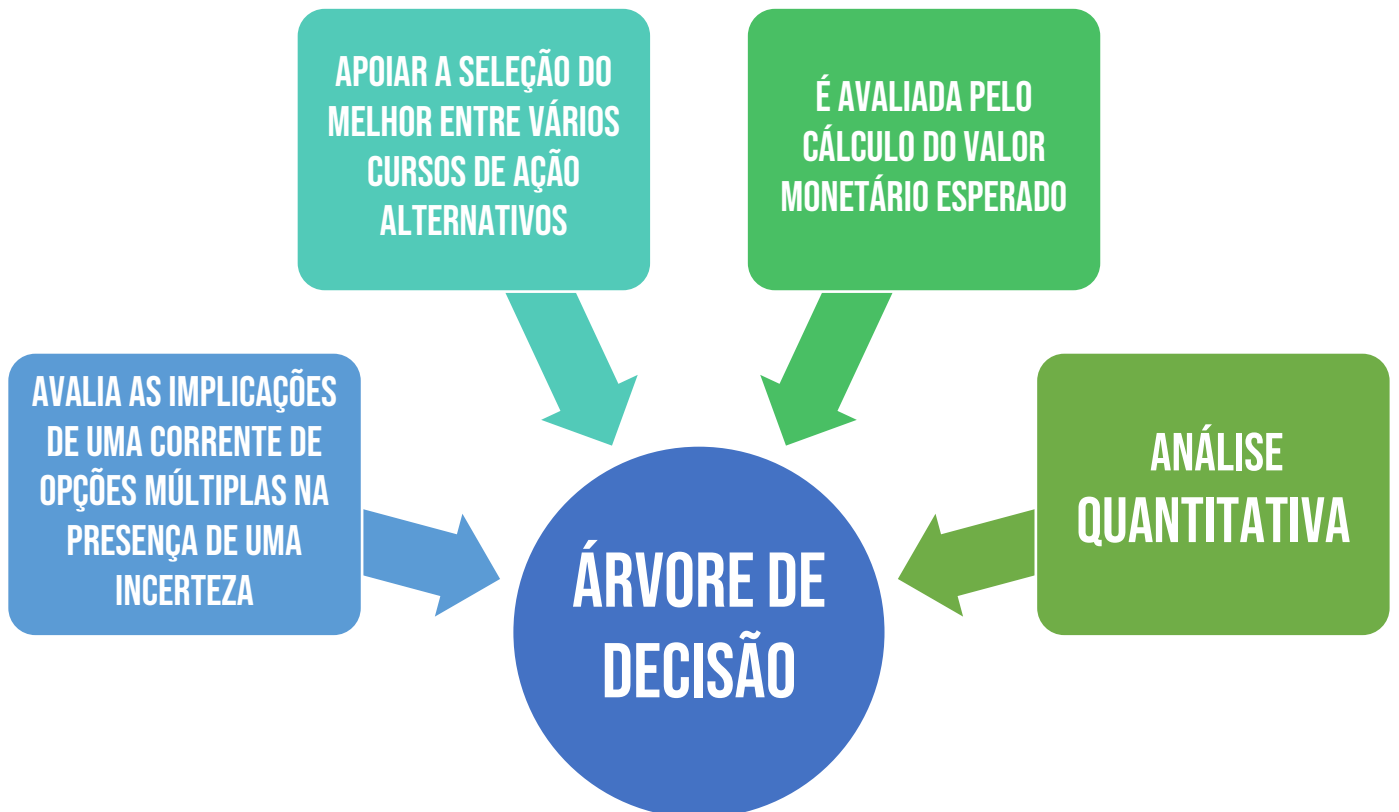 APOIAR A SELEÇÃO DO
MELHOR ENTRE VÁRIOS
CURSOS DE AÇÃO
ALTERNATIVOS
É AVALIADA PELO
CÁLCULO DO VALOR
MONETÁRIO ESPERADO
AVALIA AS IMPLICAÇÕES
DE UMA CORRENTE DE
OPÇÕES MÚLTIPLAS NA
PRESENÇA DE UMA
INCERTEZA
ANÁLISE
QUANTITATIVA
ÁRVORE DE
DECISÃO